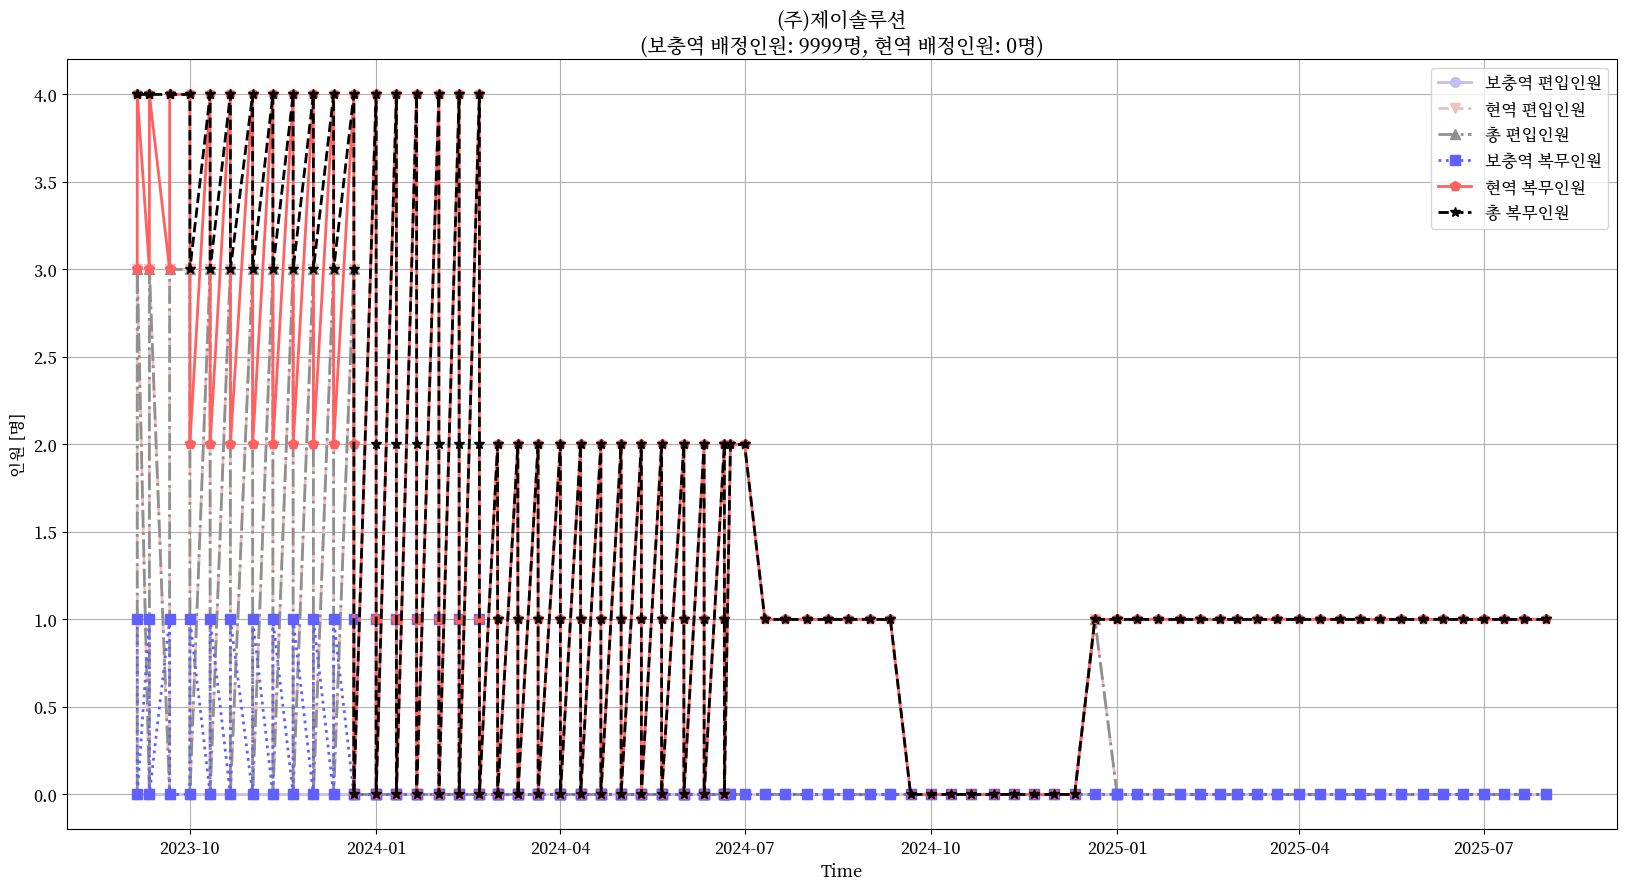 (주)제이솔루션
(보충역 배정인원: 9999명, 현역 배정인원: 0명)
보충역 편입인원
현역 편입인원
총 편입인원
보충역 복무인원
현역 복무인원
총 복무인원
인원 [명]
4.0
3.5
3.0
2.5
2.0
1.5
1.0
0.5
0.0
2023-10
2024-01
2024-04
2024-07
2024-10
2025-01
2025-04
2025-07
Time